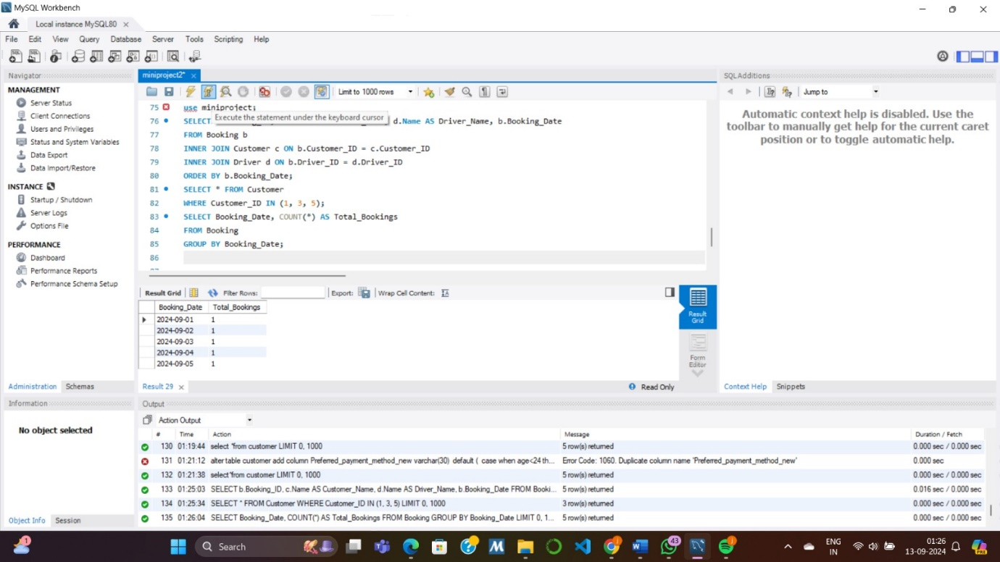 MySQL Workbench
Local instance MySQL80
File Edit View Query Database Server Tools Scripting Help
Navigator
MANAGEMENT
Server Status
Client Connections
Users and Privileges
Status and System Variables
Data Export
Data Import/Restore
INSTANCE
Startup / Shutdown
Server Logs
Options File
PERFORMANCE
Dashboard
Performance Reports
Performance Schema Setup
Administration Schemas
Information
No object selected
Object Info Session
miniproject2*
Limit to 1000 rows
75 use miniproject;
Execute the statement under the keyboard cursor
76 SELECT d.Name AS Driver_Name, b.Booking_Date
77 FROM Booking b
78 INNER JOIN Customer c ON b.Customer_ID = c.Customer_ID
79 INNER JOIN Driver d ON b.Driver_ID = d.Driver_ID
80 ORDER BY b.Booking_Date;
81 SELECT * FROM Customer
82 WHERE Customer_ID IN (1, 3, 5);
83 SELECT Booking_Date, COUNT(*) AS Total_Bookings
84 FROM Booking
85 GROUP BY Booking_Date;
86
Result Grid Filter Rows: Export: Wrap Cell Content:
Booking_Date Total_Bookings
2024-09-01 1
2024-09-02 1
2024-09-03 1
2024-09-04 1
2024-09-05 1
Result Grid
Form Editor
Result 29 Read Only
SQLAdditions
Jump to
Automatic context help is disabled. Use the
toolbar to manually get help for the current caret
position or to toggle automatic help.
Context Help Snippets
Output
Action Output
# Time Action Message Duration / Fetch
130 01:19:44 select *from customer LIMIT 0, 1000 5 row(s) returned 0.000 sec / 0.000 sec
131 01:21:12 alter table customer add column Preferred_payment_method_new varchar(30) default ( case when age<24 th... Error Code: 1060. Duplicate column name 'Preferred_payment_method_new' 0.000 sec
132 01:21:38 select*from customer LIMIT 0, 1000 5 row(s) returned 0.000 sec / 0.000 sec
133 01:25:03 SELECT b.Booking_ID, c.Name AS Customer_Name, d.Name AS Driver_Name, b.Booking_Date FROM Booki... 5 row(s) returned 0.016 sec / 0.000 sec
134 01:25:34 SELECT * FROM Customer WHERE Customer_ID IN (1, 3, 5) LIMIT 0, 1000 3 row(s) returned 0.000 sec / 0.000 sec
135 01:26:04 SELECT Booking_Date, COUNT(*) AS Total_Bookings FROM Booking GROUP BY Booking_Date LIMIT 0, 1... 5 row(s) returned 0.000 sec / 0.000 sec
1
Search
43
ENG
IN
01:26
13-09-2024
PRE